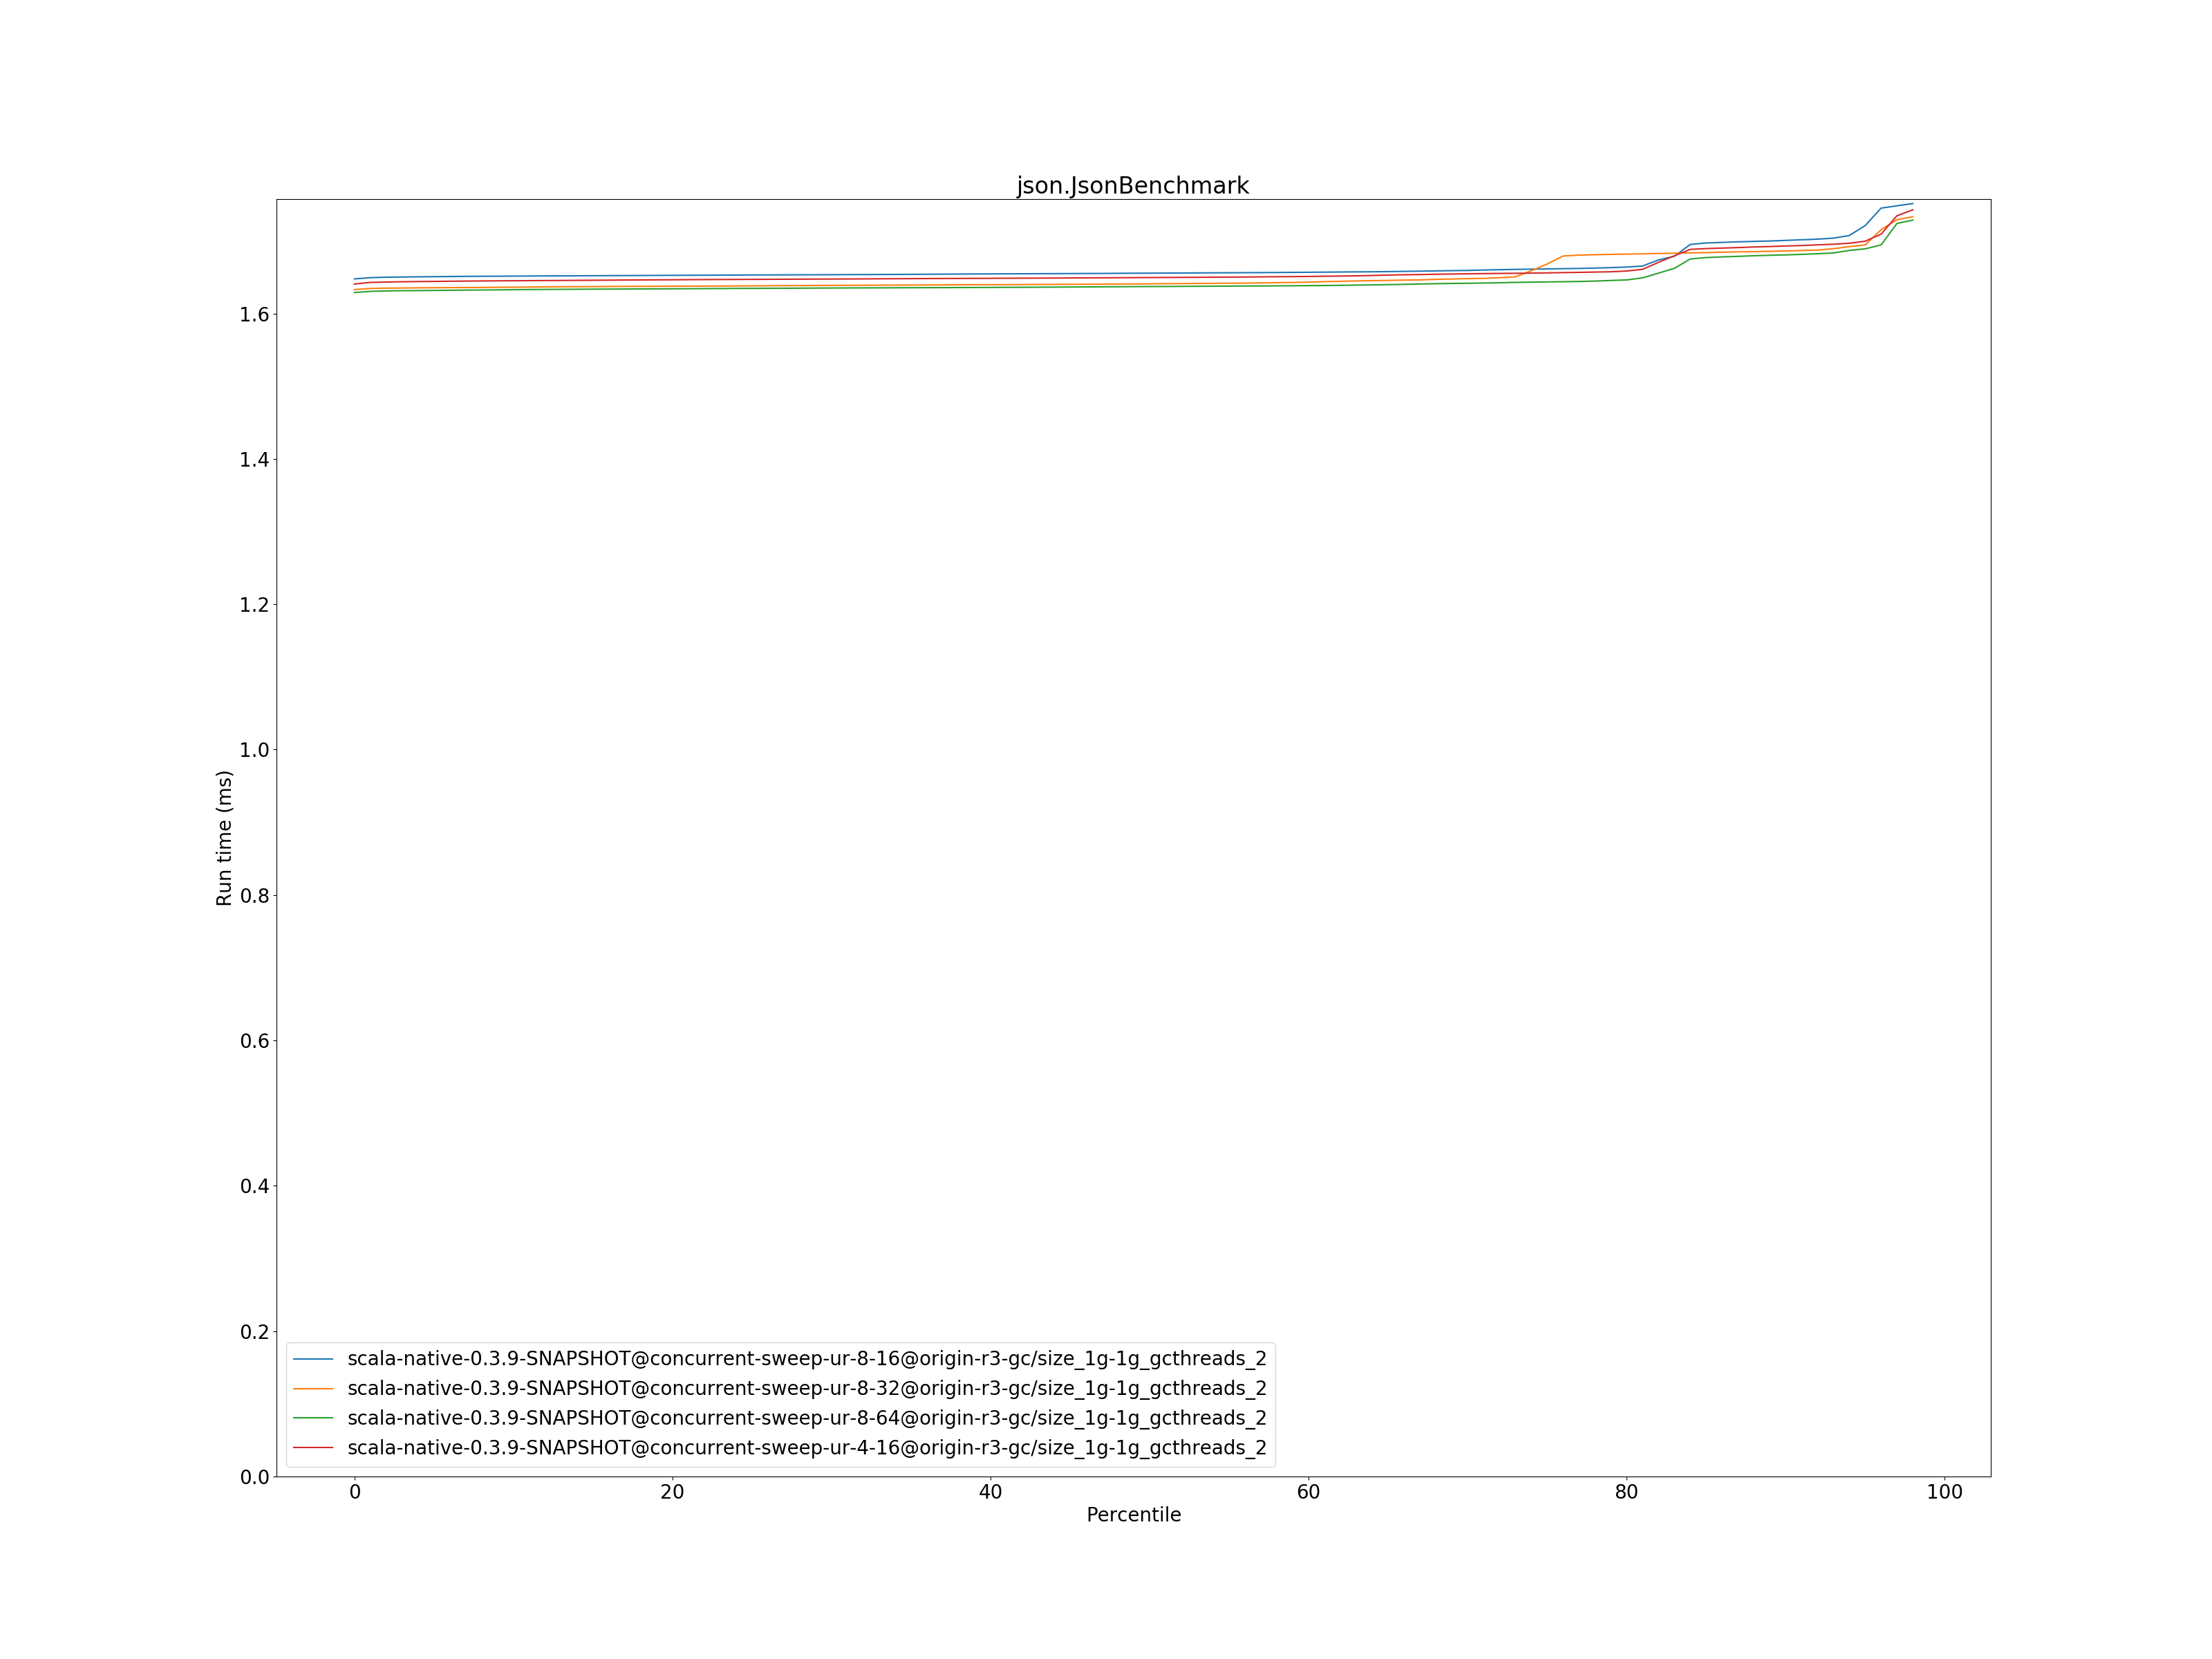 json.JsonBenchmark
Run time (ms)
1.6
1.4
1.2
1.0
0.8
0.6
0.4
0.2
0.0
scala-native-0.3.9-SNAPSHOT@concurrent-sweep-ur-8-16@origin-r3-gc/size_1g-1g_gcthreads_2
scala-native-0.3.9-SNAPSHOT@concurrent-sweep-ur-8-32@origin-r3-gc/size_1g-1g_gcthreads_2
scala-native-0.3.9-SNAPSHOT@concurrent-sweep-ur-8-64@origin-r3-gc/size_1g-1g_gcthreads_2
scala-native-0.3.9-SNAPSHOT@concurrent-sweep-ur-4-16@origin-r3-gc/size_1g-1g_gcthreads_2
0 20 40 60 80 100
Percentile